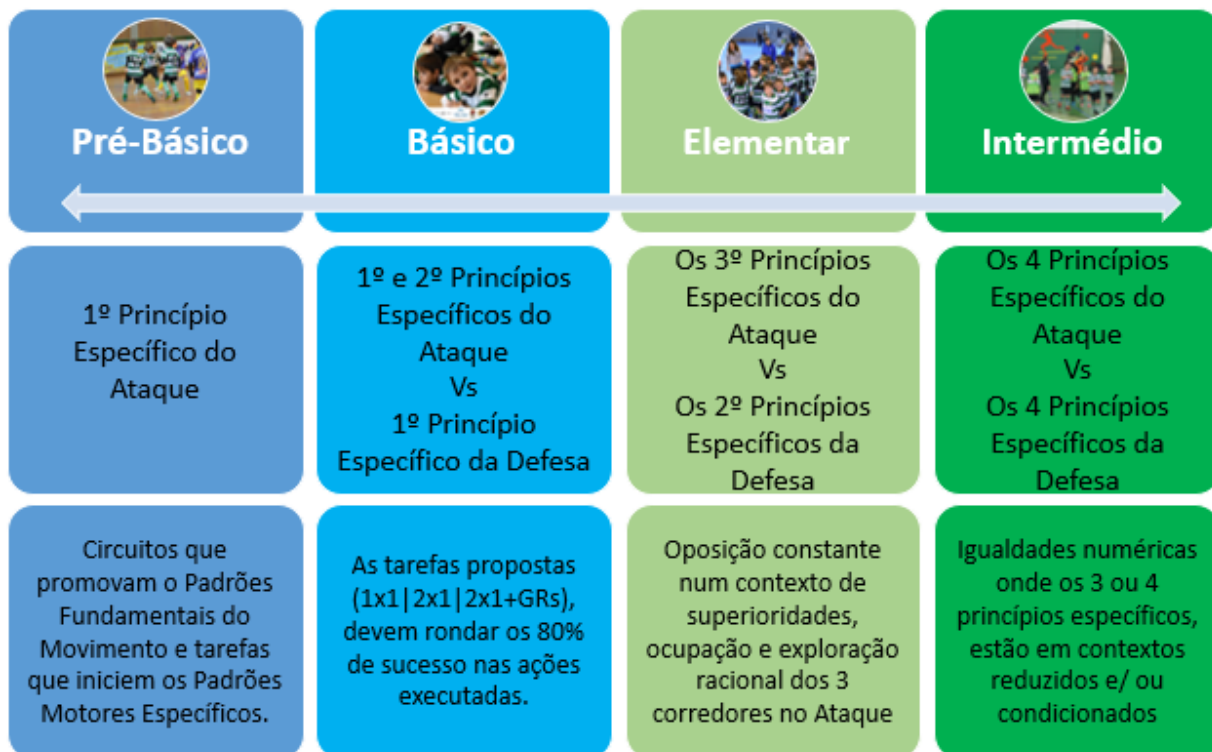 Pré-Básico
Básico
Elementar
Intermédio
1º Princípio
Específico do
Ataque
1º e 2º Princípios
Específicos do
Ataque
Vs
1º Princípio
Específico da Defesa
Os 3º Princípios
Específicos do
Ataque
Vs
Os 2º Princípios
Específicos da
Defesa
Os 4 Princípios
Específicos do
Ataque
Vs
Os 4 Princípios
Específicos da
Defesa
Circuitos que
promovam o Padrões
Fundamentais do
Movimento e tarefas
que iniciem os Padrões
Motores Específicos.
As tarefas propostas
(1x1|2x1|2x1+GRs),
devem rondar os 80%
de sucesso nas ações
executadas.
Oposição constante
num contexto de
superioridades,
ocupação e exploração
racional dos 3
corredores no Ataque
Igualdades numéricas
onde os 3 ou 4
princípios específicos,
estão em contextos
reduzidos e/ ou
condicionados